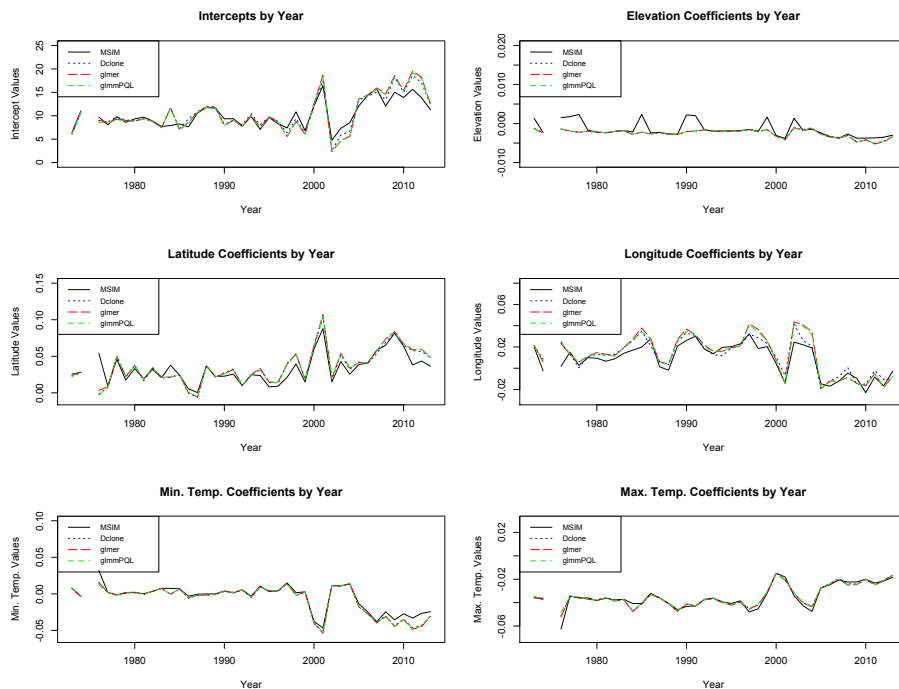 Intercepts by Year
MSIM
Dclone
glmer
glmmPQL
Intercept Values
0 5 10 15 20 25
1980 1990 2000 2010
Year
Elevation Coefficients by Year
MSIM
Dclone
glmer
glmmPQL
Elevation Values
-0.010 0.000 0.010 0.020
1980 1990 2000 2010
Year
Latitude Coefficients by Year
MSIM
Dclone
glmer
glmmPQL
Latitude Values
0.00 0.05 0.10 0.15
1980 1990 2000 2010
Year
Longitude Coefficients by Year
MSIM
Dclone
glmer
glmmPQL
Longitude Values
-0.02 0.02 0.06
1980 1990 2000 2010
Year
Min. Temp. Coefficients by Year
MSIM
Dclone
glmer
glmmPQL
Min. Temp. Values
-0.05 0.00 0.05 0.10
1980 1990 2000 2010
Year
Max. Temp. Coefficients by Year
MSIM
Dclone
glmer
glmmPQL
Max. Temp. Values
-0.06 -0.02 0.02
1980 1990 2000 2010
Year